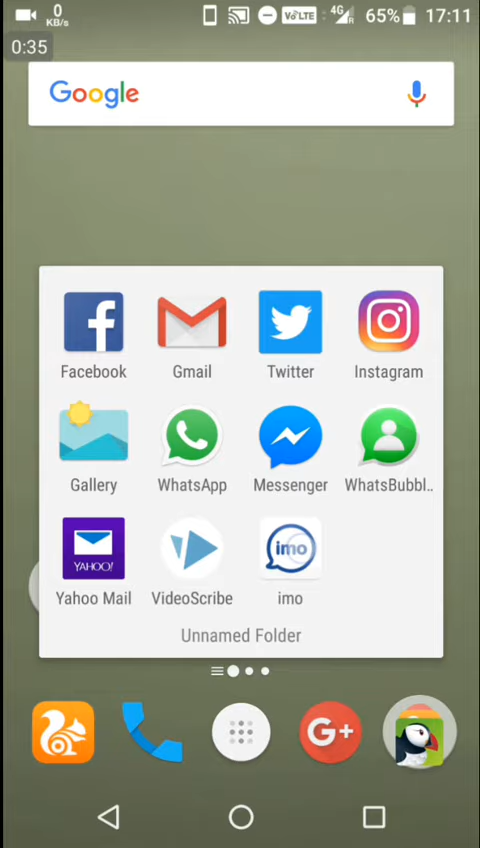 0 KB/s VoLTE 4G R 65% 17:11
0:35
Google
Facebook Gmail Twitter Instagram
Gallery WhatsApp Messenger WhatsBubbl..
YAHOO! imo
Yahoo Mail VideoScribe imo
Unnamed Folder
G+